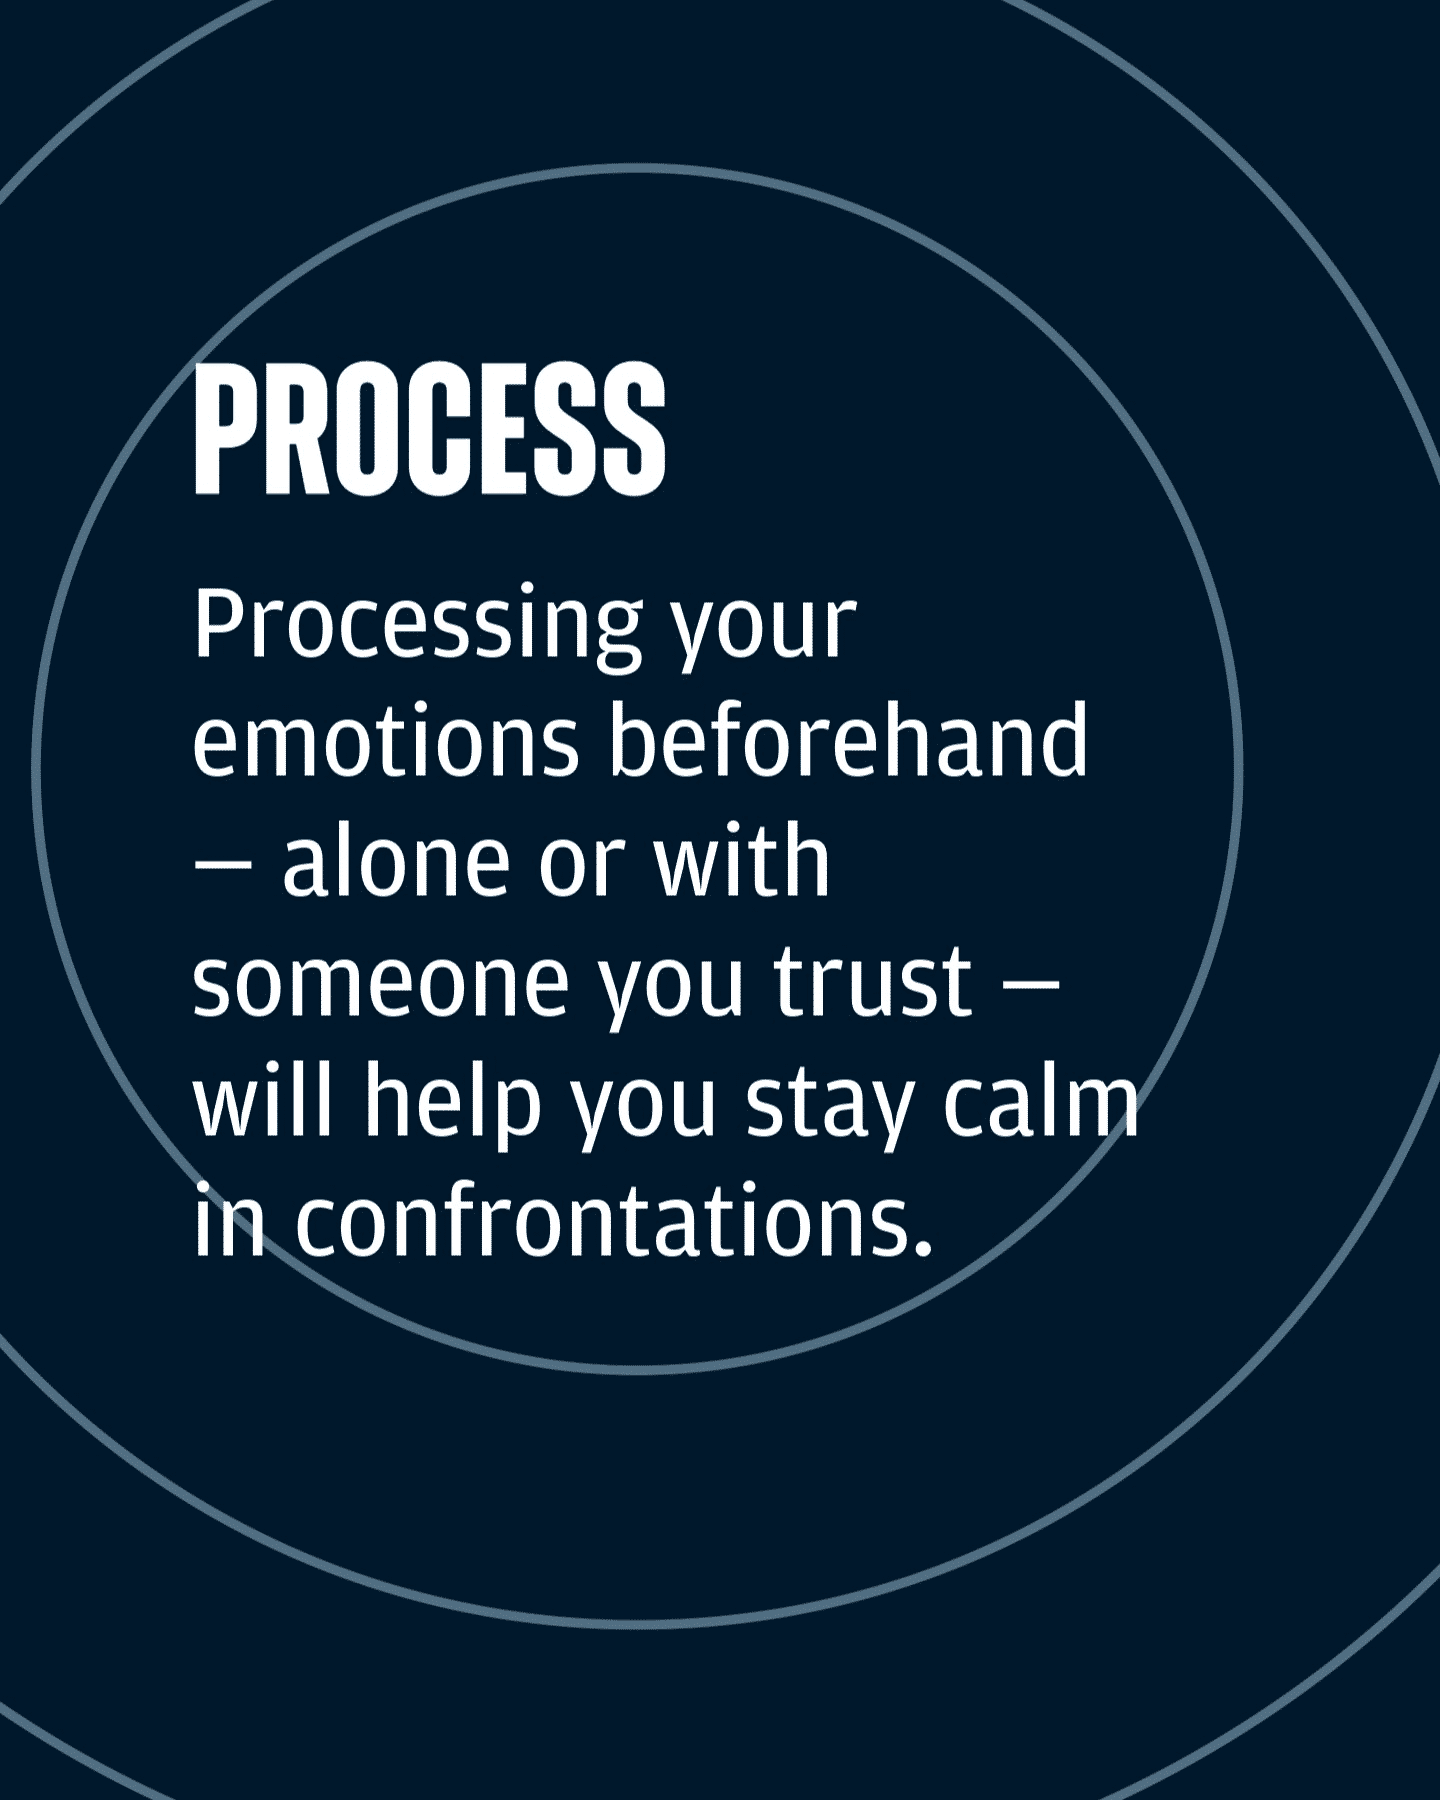 PROCESS
Processing your
emotions beforehand
– alone or with
someone you trust –
will help you stay calm
in confrontations.